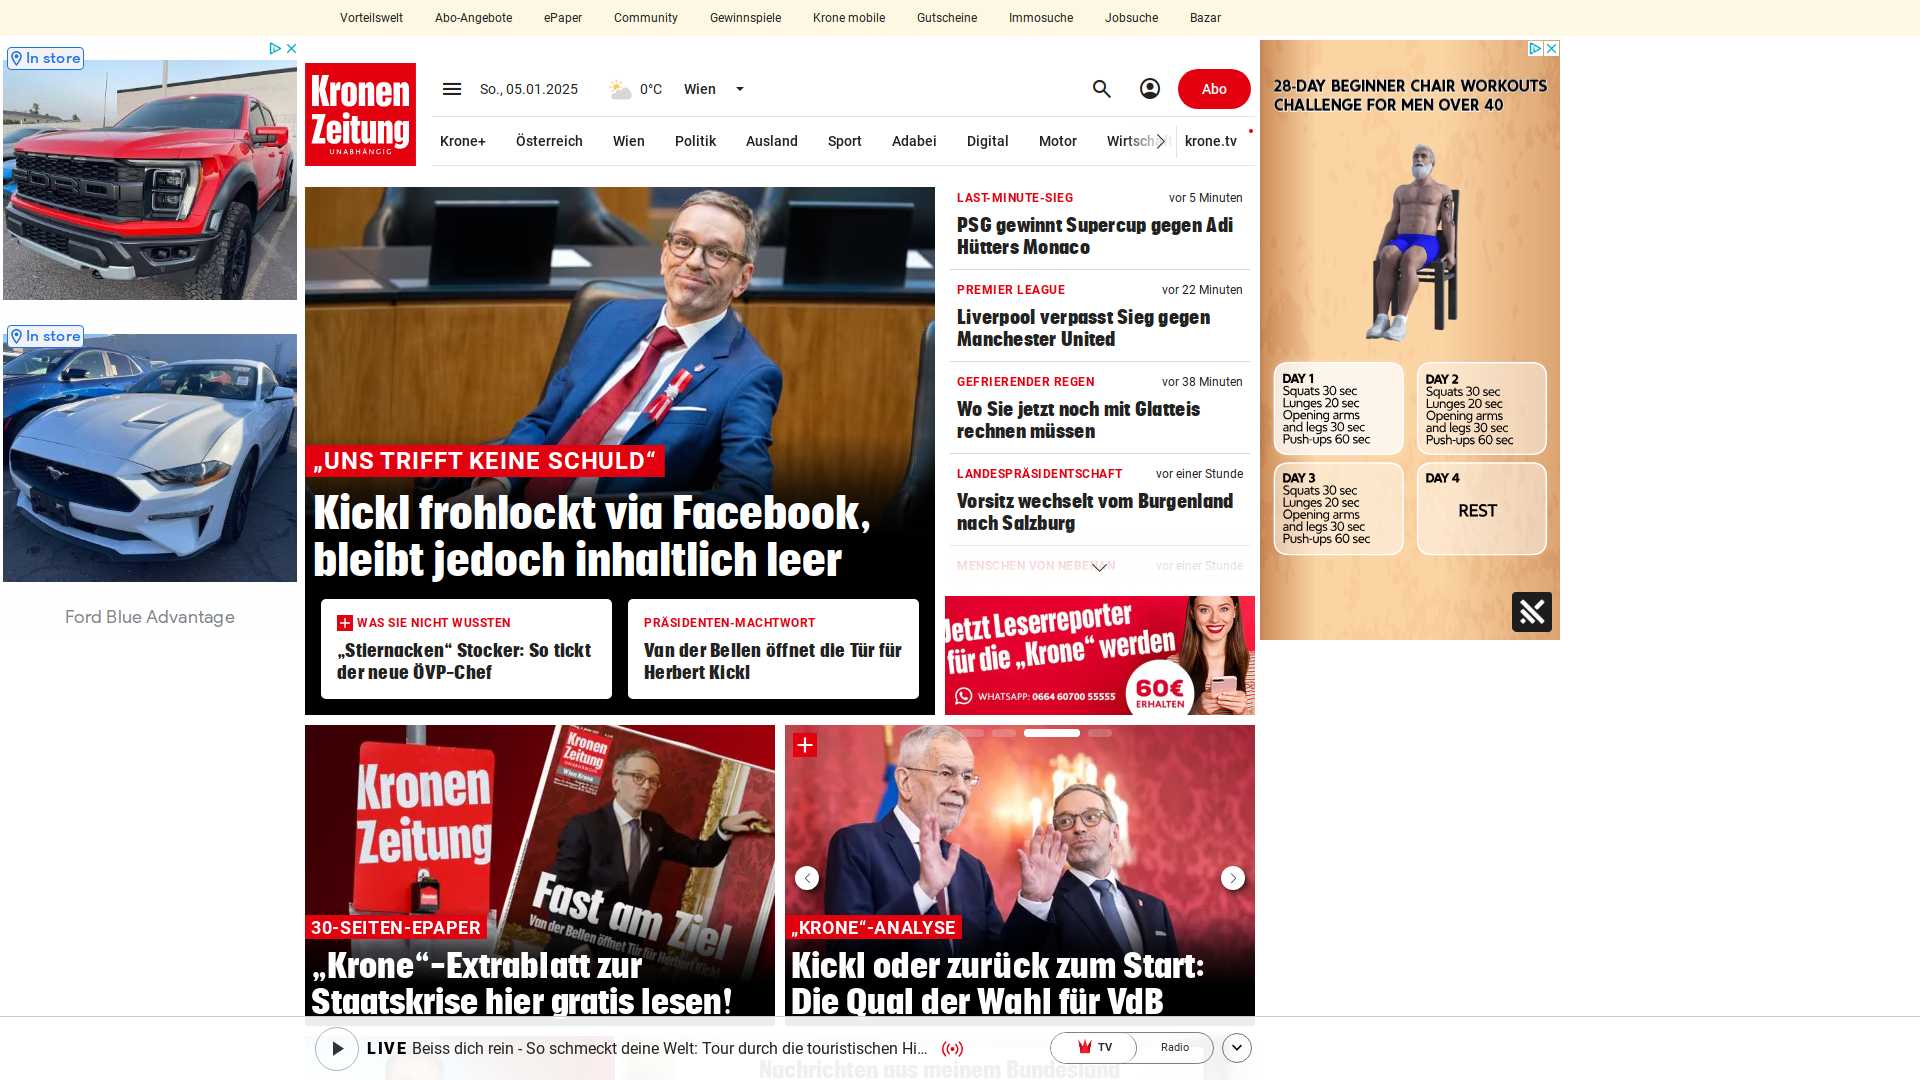 Vorteilswelt Abo-Angebote ePaper Community Gewinnspiele Krone mobile Gutscheine Immosuche Jobsuche Bazar
In store
In store
Ford Blue Advantage
Kronen
Zeitung
UNABHÄNGIG
So., 05.01.2025 0°C Wien
Abo
Krone+ Österreich Wien Politik Ausland Sport Adabei Digital Motor Wirtschaft krone.tv
„UNS TRIFFT KEINE SCHULD“
Kickl frohlockt via Facebook,
bleibt jedoch inhaltlich leer
WAS SIE NICHT WUSSTEN
„Stiernacken“ Stocker: So tickt
der neue ÖVP-Chef
PRÄSIDENTEN-MACHTWORT
Van der Bellen öffnet die Tür für
Herbert Kickl
LAST-MINUTE-SIEG vor 5 Minuten
PSG gewinnt Supercup gegen Adi
Hütters Monaco
PREMIER LEAGUE vor 22 Minuten
Liverpool verpasst Sieg gegen
Manchester United
GEFRIERENDER REGEN vor 38 Minuten
Wo Sie jetzt noch mit Glatteis
rechnen müssen
LANDESPRÄSIDENTSCHAFT vor einer Stunde
Vorsitz wechselt vom Burgenland
nach Salzburg
MENSCHEN VON NEBENAN vor einer Stunde
Jetzt Leserreporter
für die „Krone“ werden
WHATSAPP: 0664 60700 55555
60€
ERHALTEN
28-DAY BEGINNER CHAIR WORKOUTS
CHALLENGE FOR MEN OVER 40
DAY 1
Squats 30 sec
Lunges 20 sec
Opening arms
and legs 30 sec
Push-ups 60 sec
DAY 2
Squats 30 sec
Lunges 20 sec
Opening arms
and legs 30 sec
Push-ups 60 sec
DAY 3
Squats 30 sec
Lunges 20 sec
Opening arms
and legs 30 sec
Push-ups 60 sec
DAY 4
REST
Kronen
Zeitung
Kronen
Zeitung
Wien Krone
Fast am Ziel
Van der Bellen öffnet Tür für Herbert Kickl
30-SEITEN-EPAPER
„Krone“-Extrablatt zur
Staatskrise hier gratis lesen!
„KRONE“-ANALYSE
Kickl oder zurück zum Start:
Die Qual der Wahl für VdB
LIVE Beiss dich rein - So schmeckt deine Welt: Tour durch die touristischen Hi...
TV Radio
Nachrichten aus meinem Bundesland